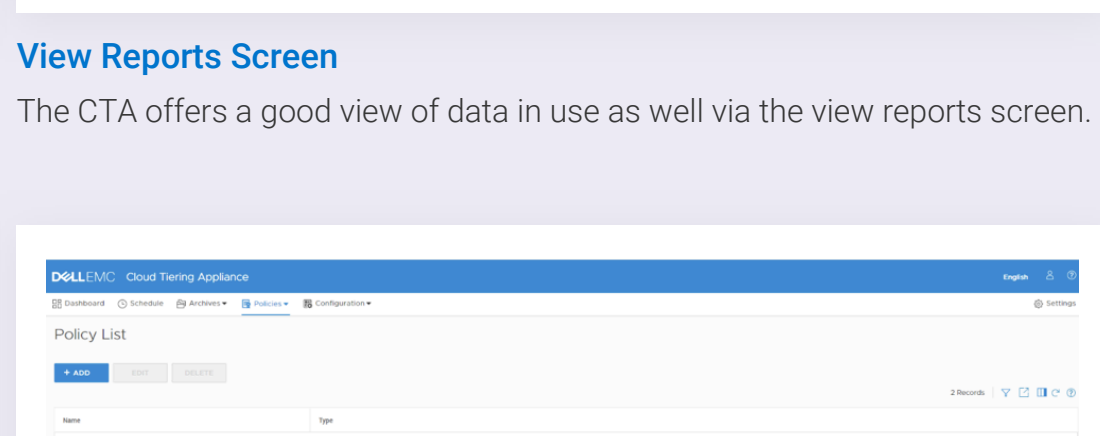 View Reports Screen
The CTA offers a good view of data in use as well via the view reports screen.
DELLEMC Cloud Tiering Appliance English
Dashboard Schedule Archives Policies Configuration Settings
Policy List
+ ADD EDIT DELETE
2 Records
Name Type